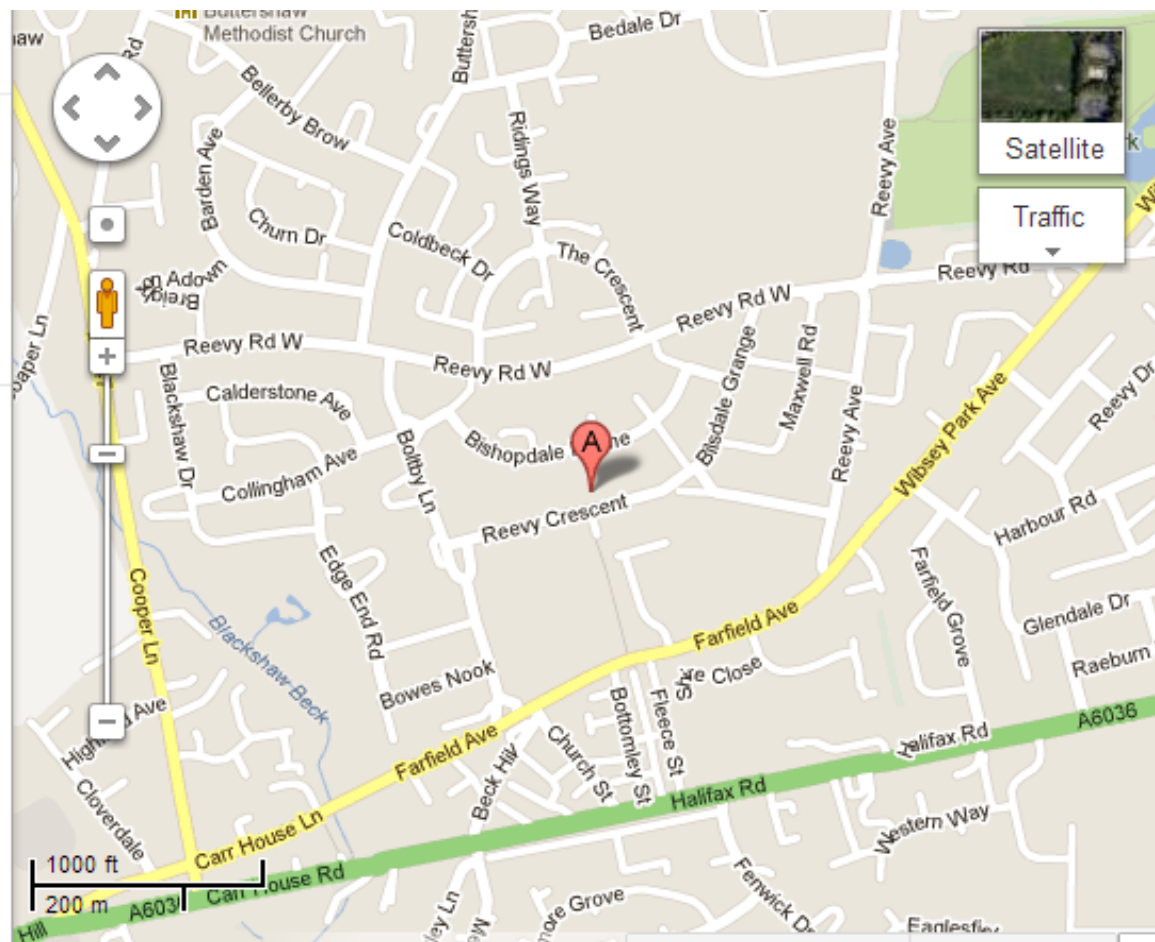 Buttershaw
Methodist Church
Bedale Dr
Bellerby Brow
Ridings Way
Reevy Ave
Satellite
Barden Ave
Traffic
Churn Dr
Coldbeck Dr
The Crescent
Reevy Rd
Reevy Rd W
Reevy Rd W
Reevy Rd W
Blisdale Grange
Maxwell Rd
Reevy Dr
Blackshaw Dr
Calderstone Ave
Wibsey Park Ave
Reevy Ave
A
Bishopdale
Boltby Ln
Collingham Ave
Reevy Crescent
Harbour Rd
Edge End Rd
Farfield Grove
Cooper Ln
Blackshaw Beck
Glendale Dr
Farfield Ave
Raeburn
Close
Bowes Nook
Bottomley St
Fleece St
A6036
Halifax Rd
Farfield Ave
Church St
Beck Hill
Cloverdale
Halifax Rd
Western Way
Carr House Ln
1000 ft
200 m
Carr House Rd
Fenwick Dr
Hill